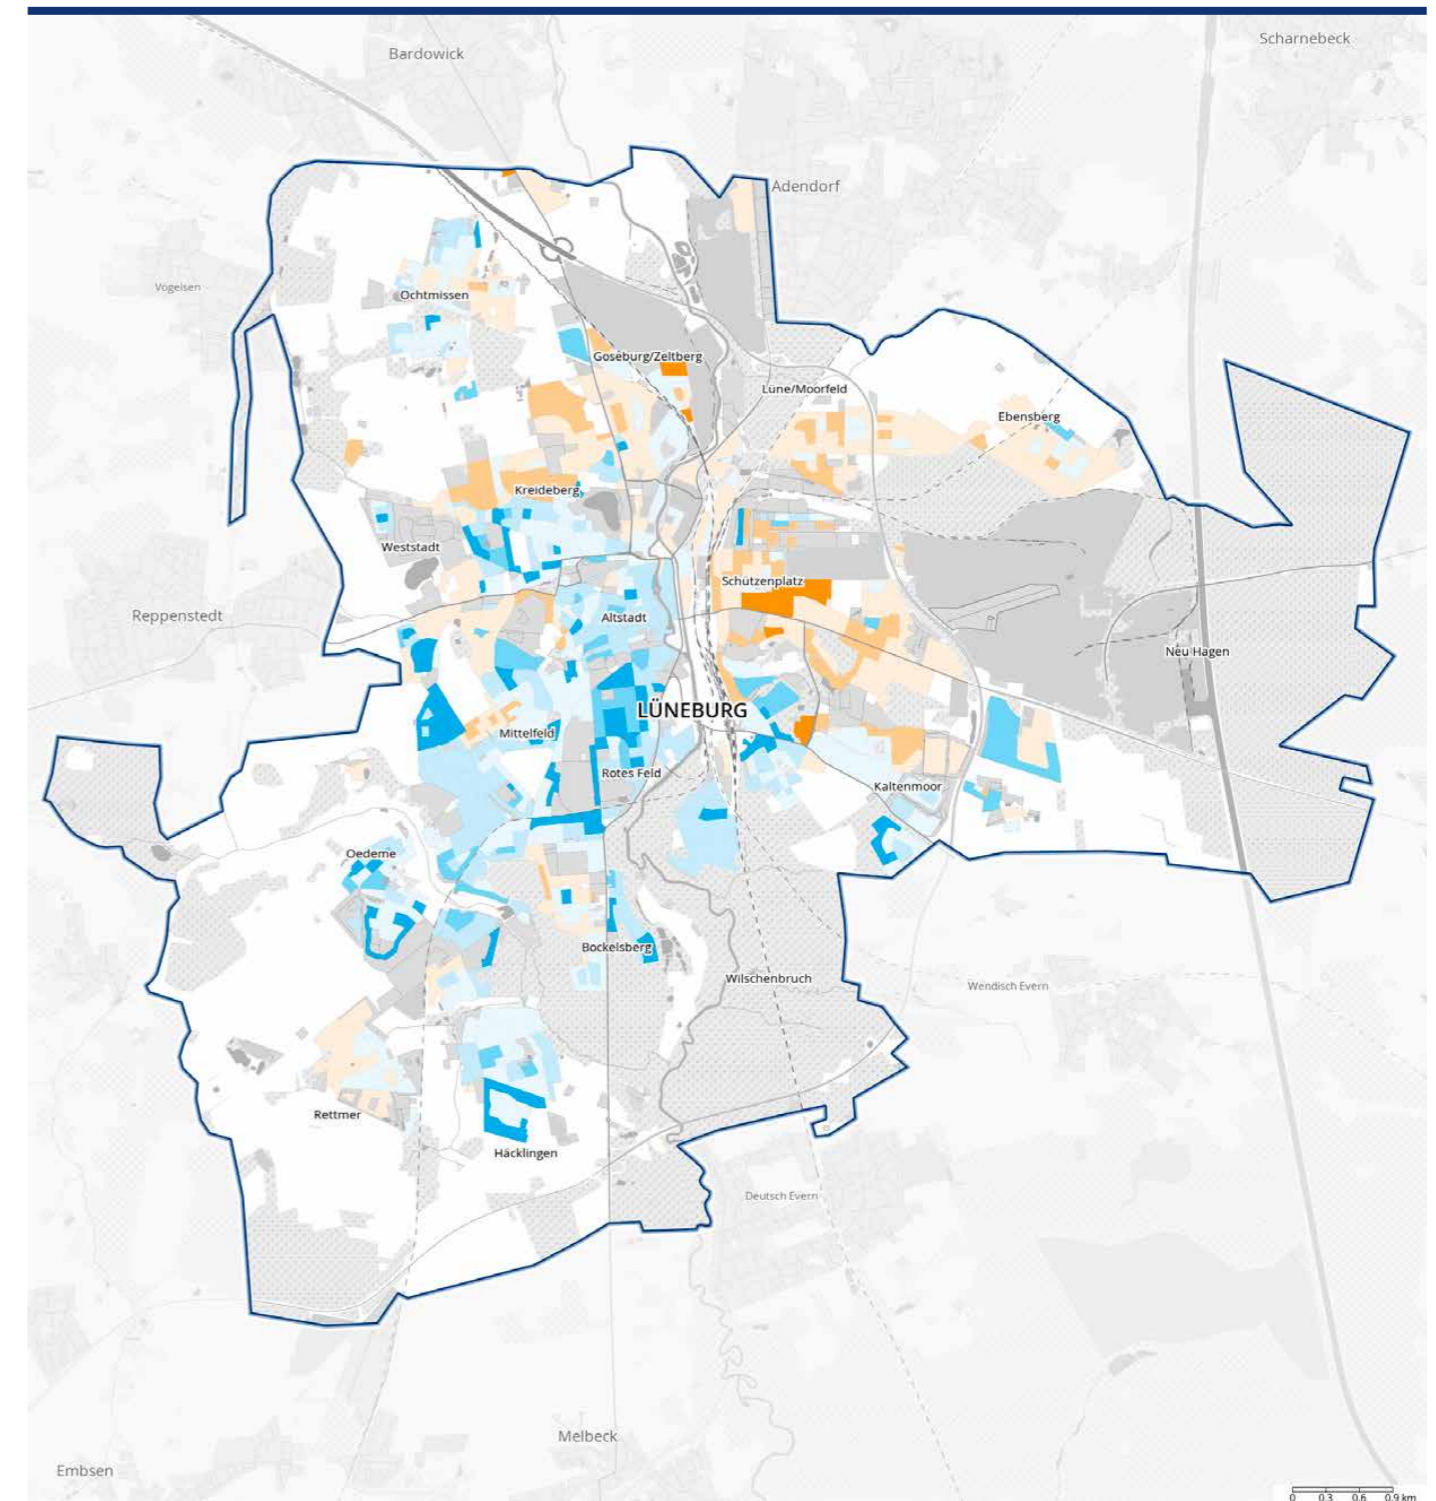 Scharnebeck
Bardowick
Adendorf
Vögelsen
Ochtmissen
Goseburg/Zeltberg
Lüne/Moorfeld
Ebensberg
Kreideberg
Weststadt
Schützenplatz
Reppenstedt
Altstadt
Neu Hagen
LÜNEBURG
Mittelfeld
Rotes Feld
Kaltenmoor
Oedeme
Bockelsberg
Wilschenbruch
Wendisch Evern
Rettmer
Häcklingen
Deutsch Evern
Melbeck
Embsen
0 0.3 0.6 0.9 km